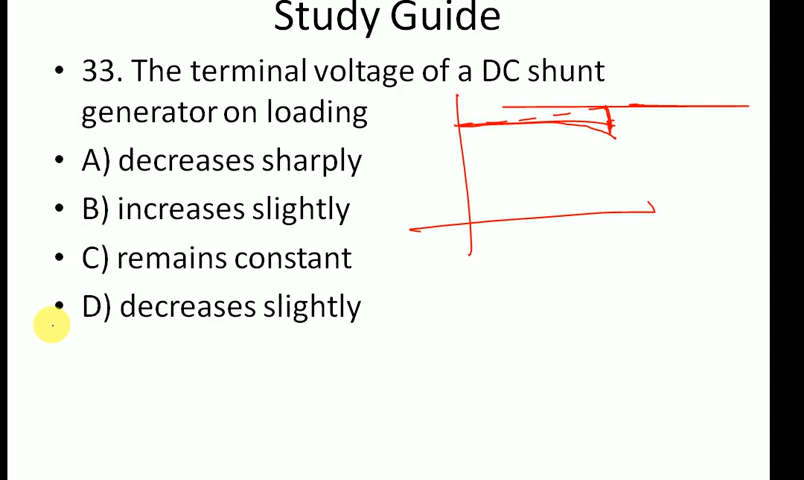 Study Guide
• 33. The terminal voltage of a DC shunt
generator on loading
• A) decreases sharply
• B) increases slightly
• C) remains constant
• D) decreases slightly